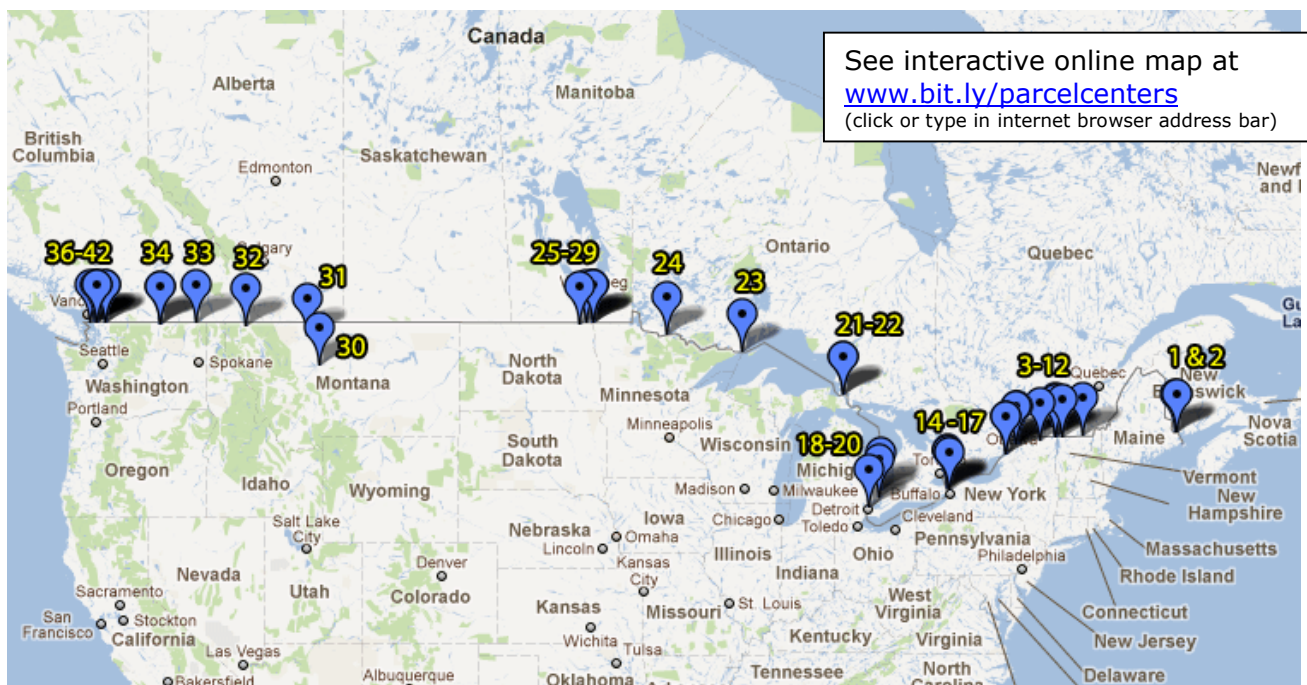 Canada
See interactive online map at
www.bit.ly/parcelcenters
(click or type in internet browser address bar)
Alberta
Manitoba
British
Columbia
Saskatchewan
Edmonton
Ontario
Quebec
36-42
34
33
32
31
30
25-29
24
23
21-22
3-12
1 & 2
14 -17
18-20
Quebec
New
Seattle
Spokane
Washington
Montana
North
Dakota
Minnesota
Maine
Nova
Scotia
Portland
Minneapolis
Wisconsin
Vermont
New
Hampshire
Oregon
Idaho
South
Dakota
Madison
Milwaukee
Buffalo
New York
Wyoming
Detroit
Chicago
Toledo
Cleveland
Massachusetts
Salt Lake
City
Nebraska
Iowa
Omaha
Lincoln
Pennsylvania
Philadelphia
Rhode Island
Illinois
Ohio
Indiana
Nevada
Utah
Denver
Colorado
Kansas
City
Connecticut
Sacramento
San
Francisco
Stockton
California
Kansas
Missouri
St. Louis
West
Virginia
Virginia
New Jersey
Kentucky
Wichita
Las Vegas
Tulsa
Delaware
Bakersfield
Albuquerque
Oklahoma
Tennessee
North
Carolina